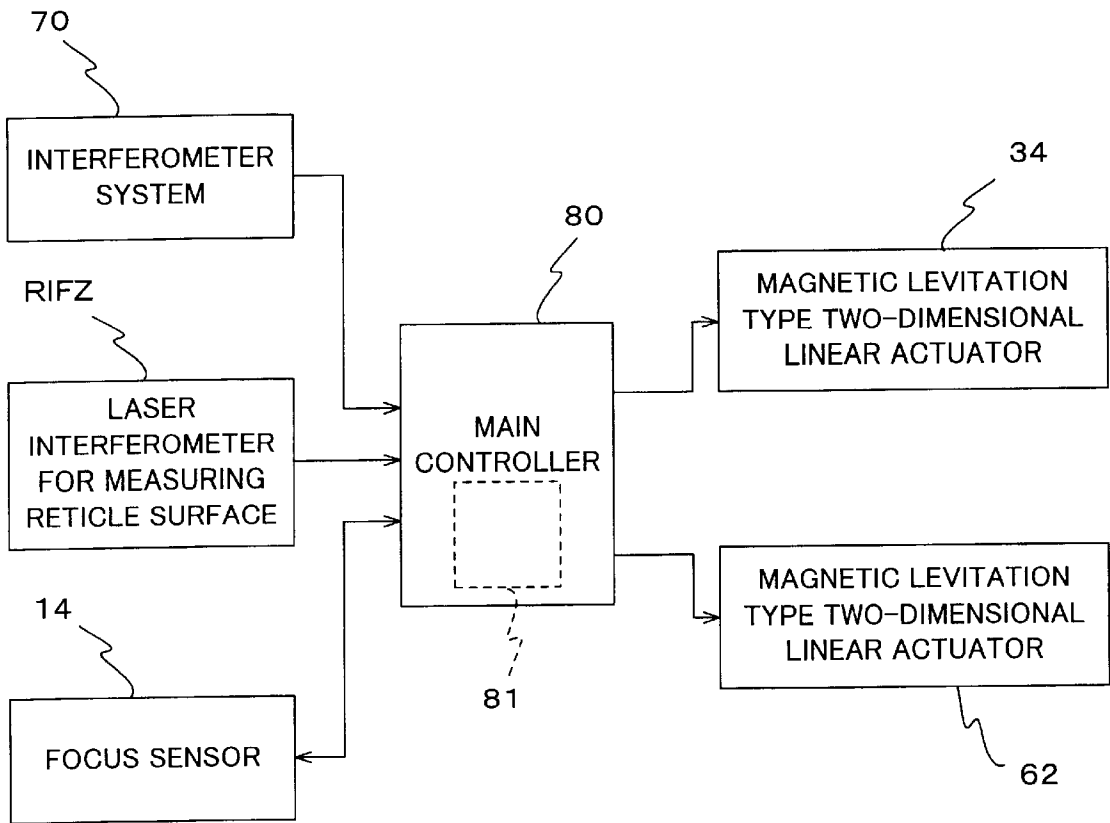 70
INTERFEROMETER
SYSTEM
RIFZ
LASER
INTERFEROMETER
FOR MEASURING
RETICLE SURFACE
14
FOCUS SENSOR
80
MAIN
CONTROLLER
81
34
MAGNETIC LEVITATION
TYPE TWO-DIMENSIONAL
LINEAR ACTUATOR
MAGNETIC LEVITATION
TYPE TWO-DIMENSIONAL
LINEAR ACTUATOR
62